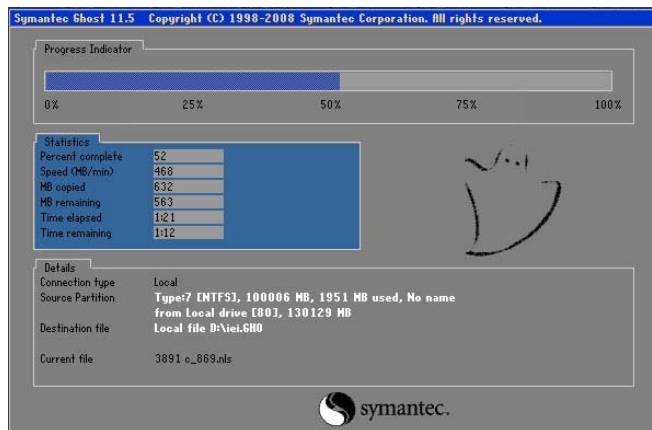 Symantec Ghost 11.5 Copyright (C) 1998-2008 Symantec Corporation. All rights reserved.
Progress Indicator
0% 25% 50% 75% 100%
Statistics
Percent complete 52
Speed (MB/min) 468
MB copied 632
MB remaining 563
Time elapsed 1:21
Time remaining 1:12
Details
Connection type Local
Source Partition Type:7 [NTFS], 100006 MB, 1951 MB used, No name
from Local drive [80], 130129 MB
Destination file Local file D:\iei.GHO
Current file 3891 c_869.nls
symantec.